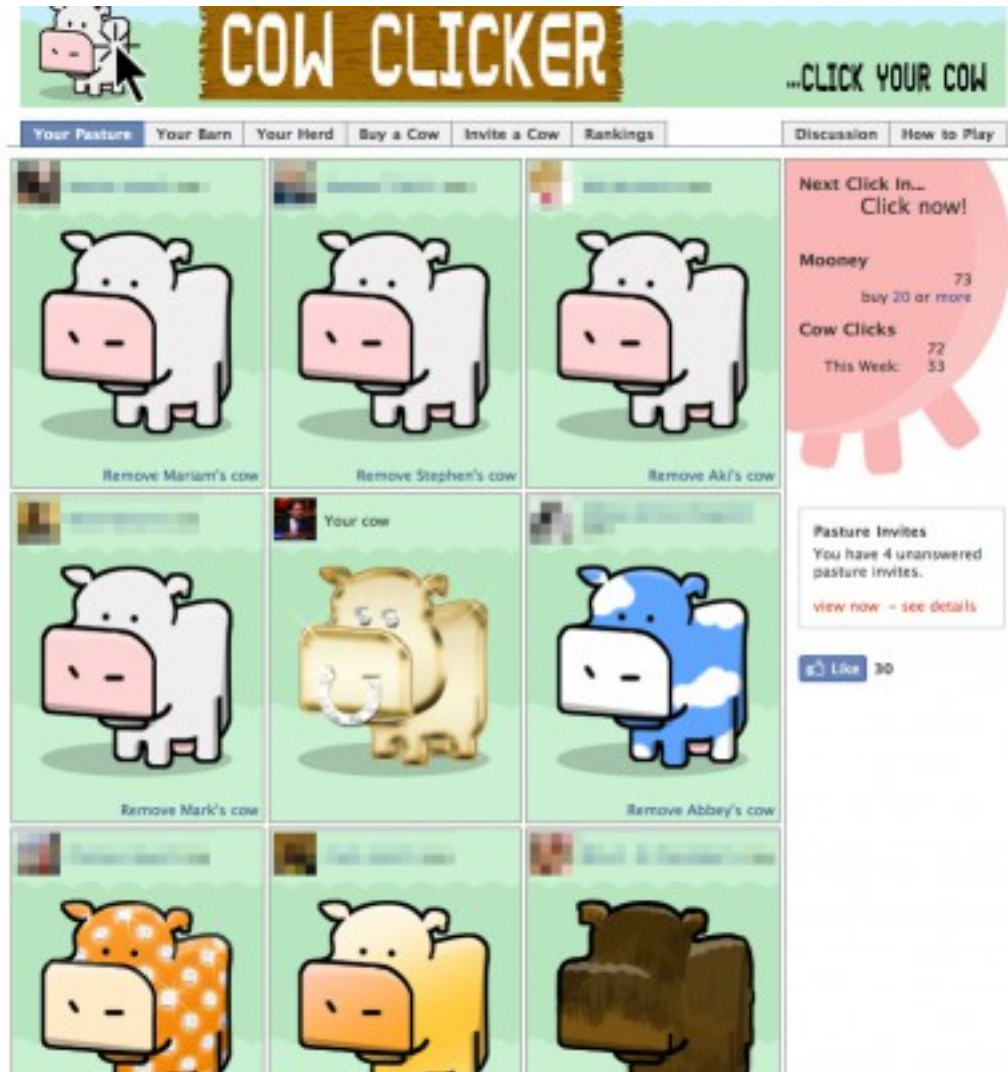 COW CLICKER
...CLICK YOUR COW
Your Pasture Your Barn Your Herd Buy a Cow Invite a Cow Rankings Discussion How to Play
Next Click In...
Click now!
Mooney
73
buy 20 or more
Cow Clicks
72
This Week: 33
Remove Mariam's cow
Remove Stephen's cow
Remove Aki's cow
Your cow
Pasture Invites
You have 4 unanswered
pasture invites.
view now - see details
Like 30
Remove Mark's cow
Remove Abbey's cow